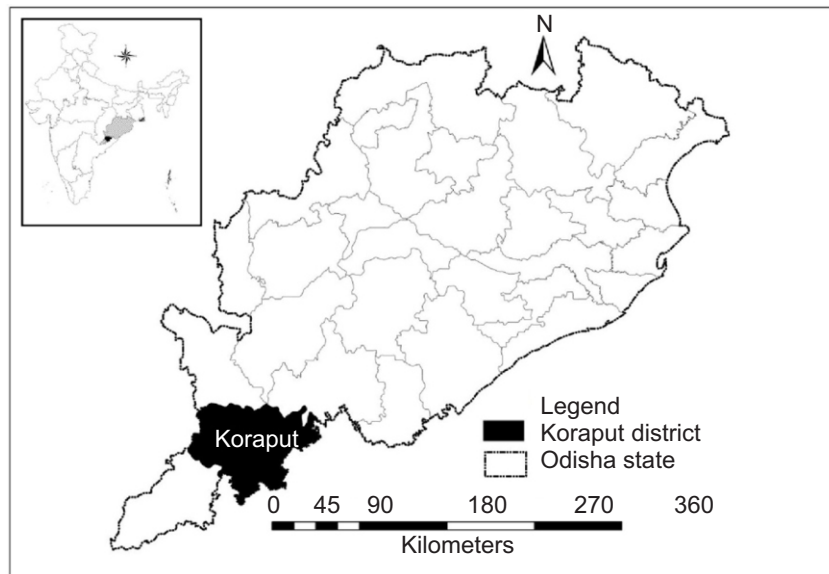 N
Koraput
Legend
Koraput district
Odisha state
0 45 90 180 270 360
Kilometers